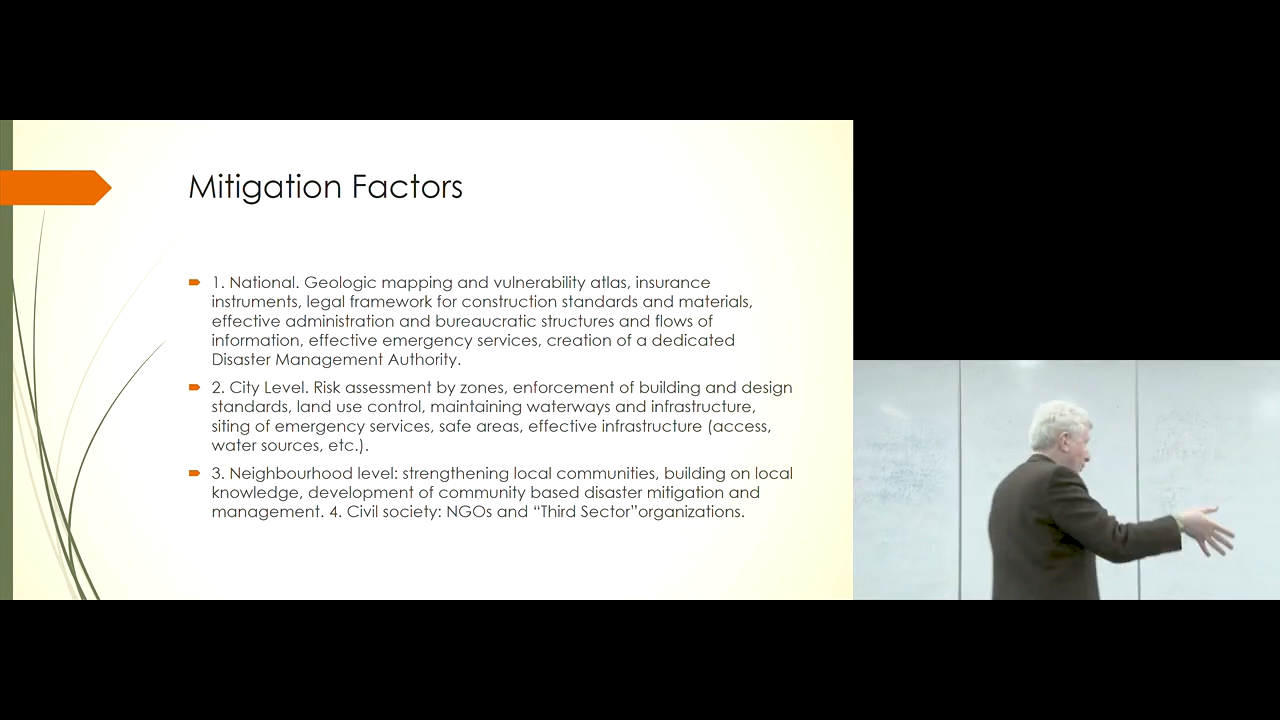 Mitigation Factors
1. National. Geologic mapping and vulnerability atlas, insurance
instruments, legal framework for construction standards and materials,
effective administration and bureaucratic structures and flows of
information, effective emergency services, creation of a dedicated
Disaster Management Authority.
2. City Level. Risk assessment by zones, enforcement of building and design
standards, land use control, maintaining waterways and infrastructure,
siting of emergency services, safe areas, effective infrastructure (access,
water sources, etc.).
3. Neighbourhood level: strengthening local communities, building on local
knowledge, development of community based disaster mitigation and
management. 4. Civil society: NGOs and “Third Sector”organizations.